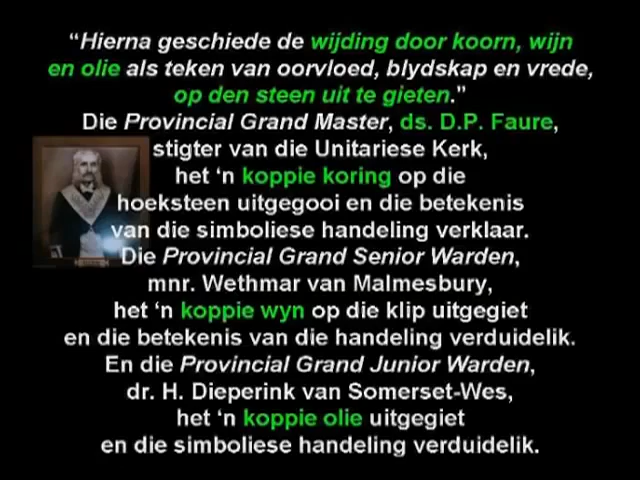 “Hierna geschiede de wijding door koorn, wijn
en olie als teken van oorvloed, blydskap en vrede,
op den steen uit te gieten.”
Die Provincial Grand Master, ds. D.P. Faure,
stigter van die Unitariese Kerk,
het ‘n koppie koring op die
hoeksteen uitgegooi en die betekenis
van die simboliese handeling verklaar.
Die Provincial Grand Senior Warden,
mnr. Wethmar van Malmesbury,
het ‘n koppie wyn op die klip uitgegiet
en die betekenis van die handeling verduidelik.
En die Provincial Grand Junior Warden,
dr. H. Dieperink van Somerset-Wes,
het ‘n koppie olie uitgegiet
en die simboliese handeling verduidelik.